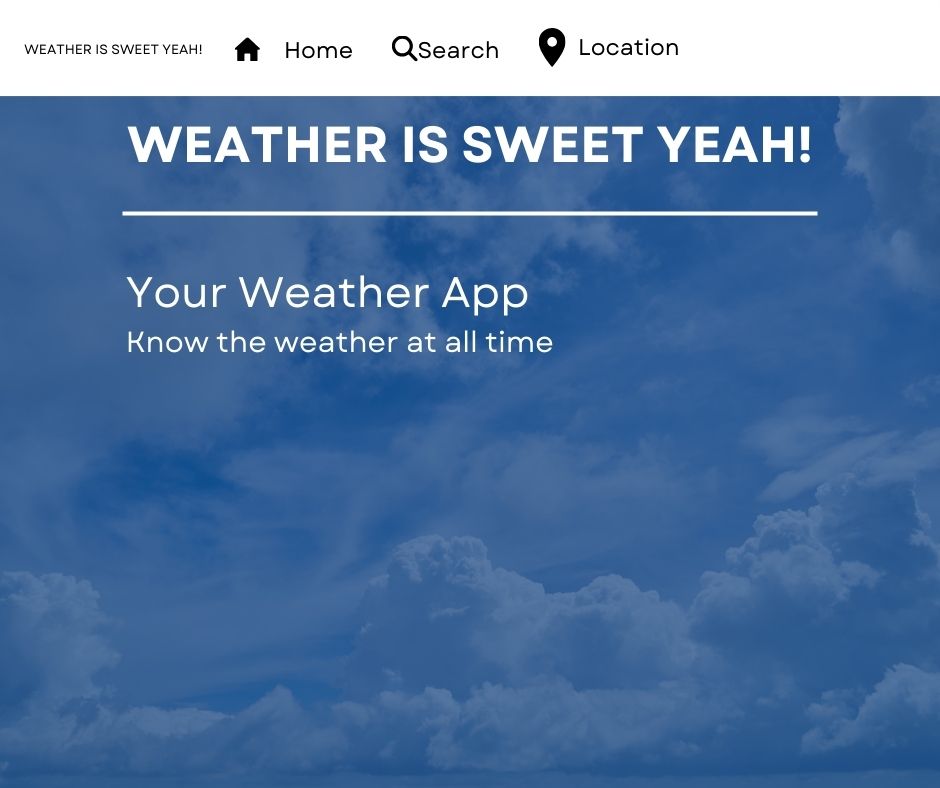 WEATHER IS SWEET YEAH!
Home
Search
Location
WEATHER IS SWEET YEAH!
Your Weather App
Know the weather at all time